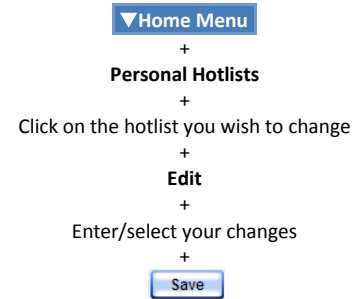 ▼Home Menu
+
Personal Hotlists
+
Click on the hotlist you wish to change
+
Edit
+
Enter/select your changes
+
Save